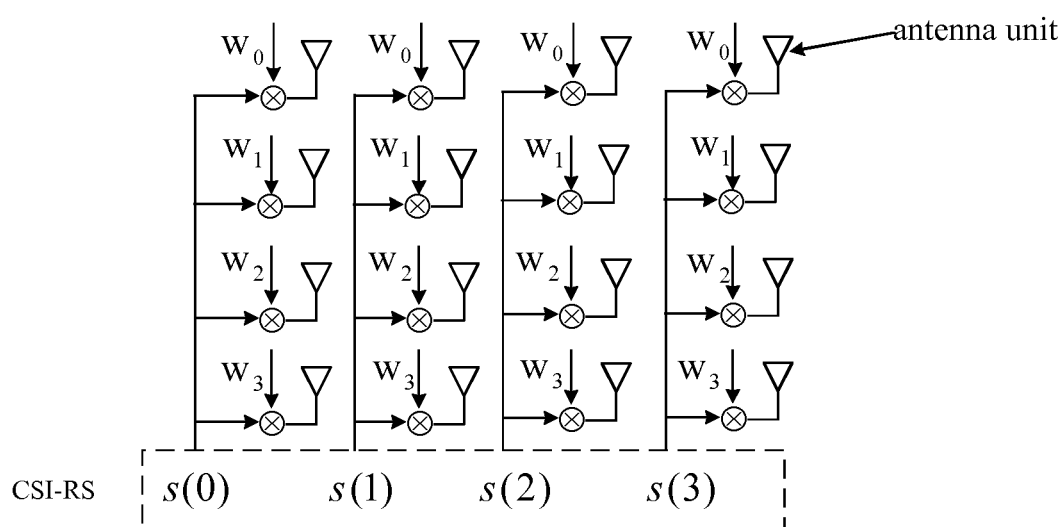 antenna unit
W0 W0 W0 W0
W1 W1 W1 W1
W2 W2 W2 W2
W3 W3 W3 W3
CSI-RS s(0) s(1) s(2) s(3)